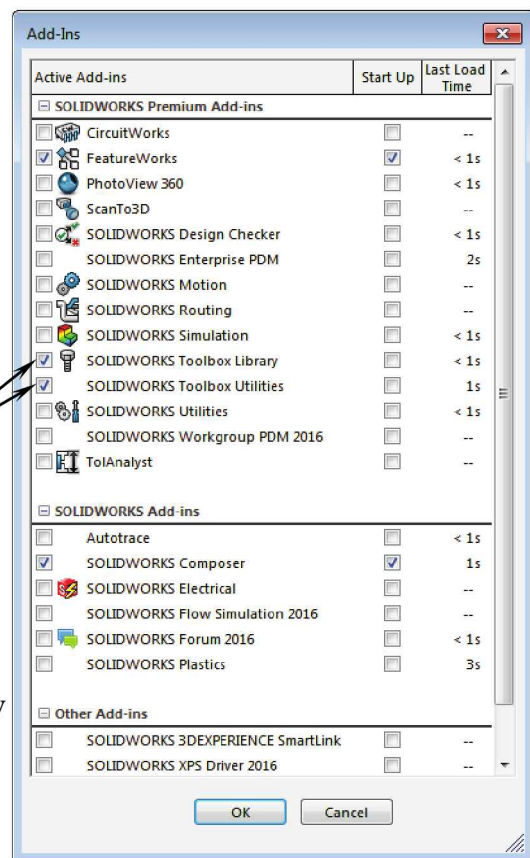 Add-Ins
Active Add-ins Start Up Last Load Time
SOLIDWORKS Premium Add-ins
CircuitWorks --
FeatureWorks < 1s
PhotoView 360 < 1s
ScanTo3D --
SOLIDWORKS Design Checker < 1s
SOLIDWORKS Enterprise PDM 2s
SOLIDWORKS Motion --
SOLIDWORKS Routing --
SOLIDWORKS Simulation < 1s
SOLIDWORKS Toolbox Library < 1s
SOLIDWORKS Toolbox Utilities 1s
SOLIDWORKS Utilities < 1s
SOLIDWORKS Workgroup PDM 2016 --
TolAnalyst --
SOLIDWORKS Add-ins
Autotrace < 1s
SOLIDWORKS Composer 1s
SOLIDWORKS Electrical --
SOLIDWORKS Flow Simulation 2016 --
SOLIDWORKS Forum 2016 < 1s
SOLIDWORKS Plastics 3s
y
Other Add-ins
SOLIDWORKS 3DEXPERIENCE SmartLink --
SOLIDWORKS XPS Driver 2016 --
OK Cancel